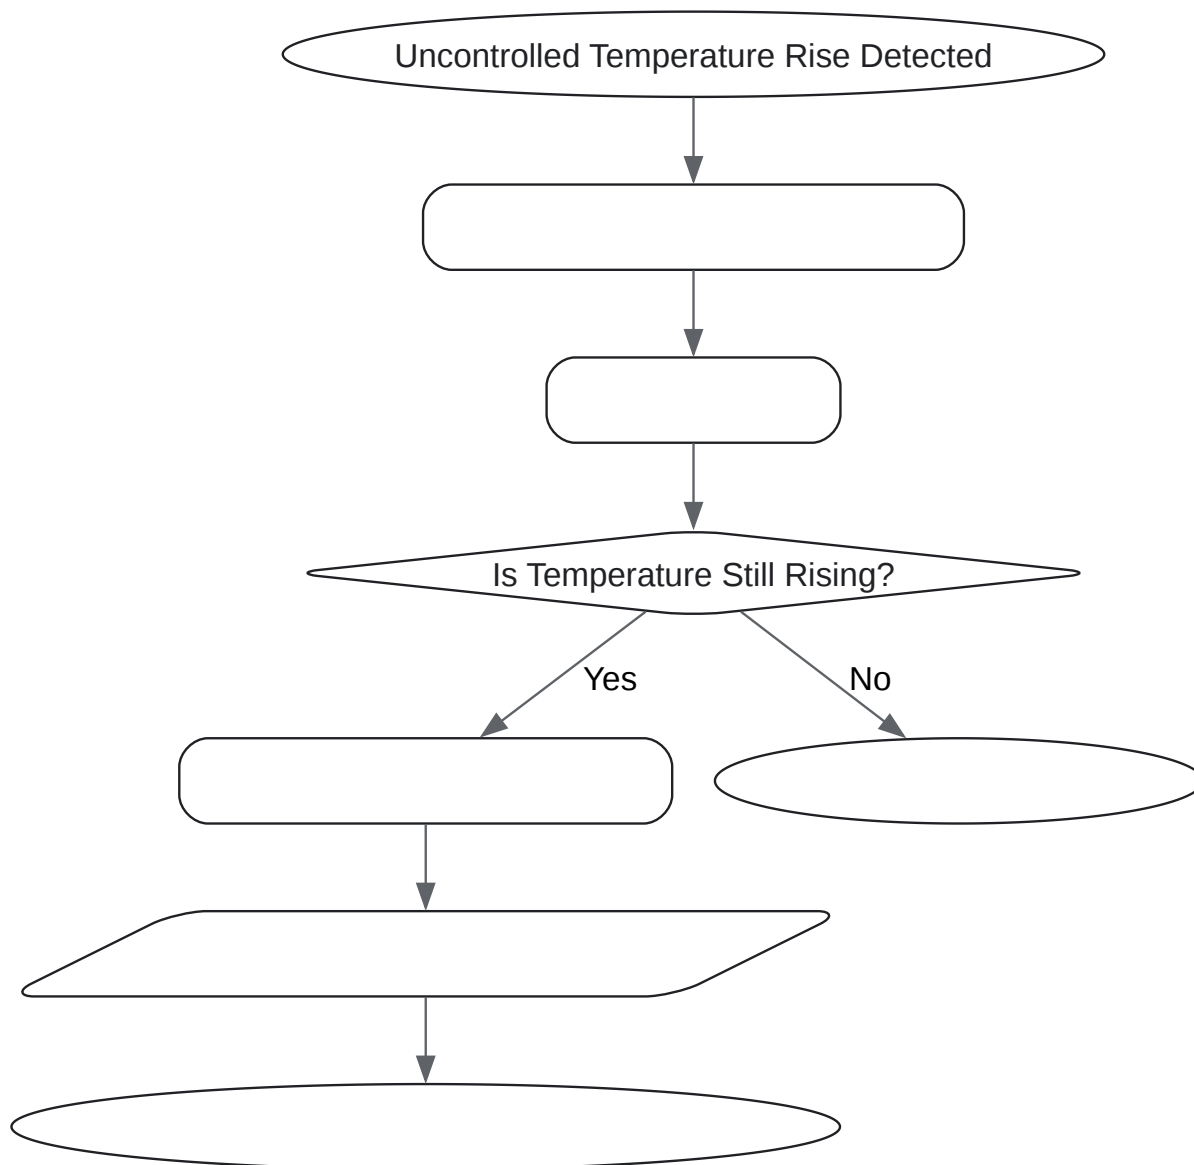 Uncontrolled Temperature Rise Detected
Is Temperature Still Rising?
Yes
No